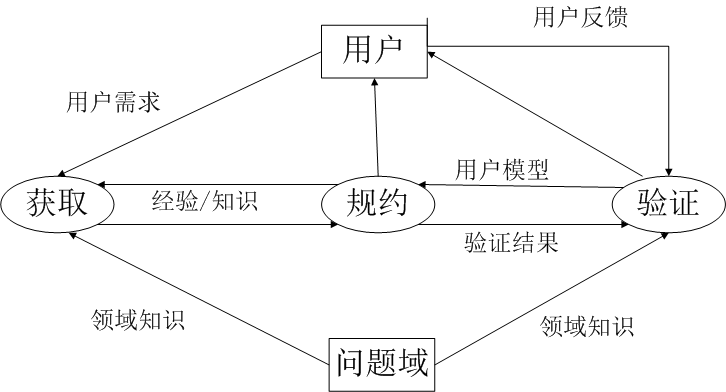 用户反馈
用户
用户需求
用户模型
获取
经验/知识
规约
验证
验证结果
领域知识
领域知识
问题域